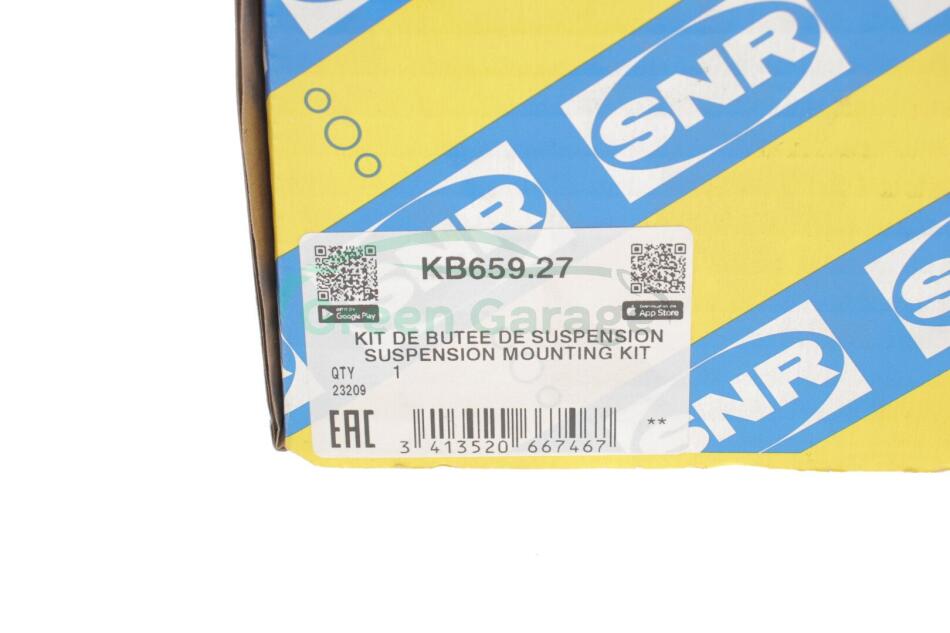 SNR
SNR
KB659.27
Google Play
App Store
Green Garage
KIT DE BUTEE DE SUSPENSION
SUSPENSION MOUNTING KIT
QTY 1
23209
EAC
3 413520 667467
**
SNR